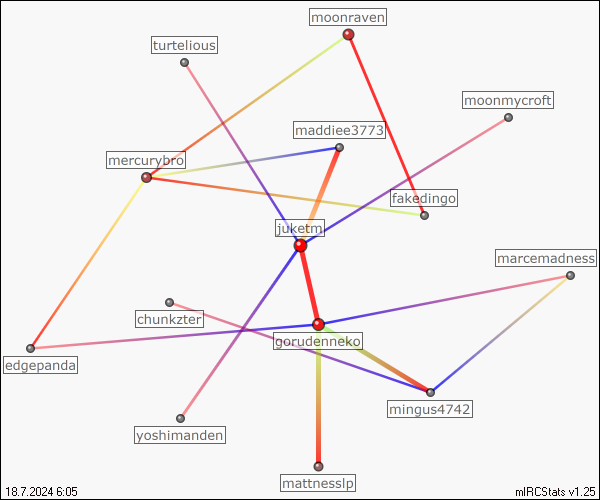 moonraven
turtelious
moonmycroft
maddiee3773
mercurybro
fakedingo
juketm
marcemadness
chunkzter
gorudenneko
edgepanda
mingus4742
yoshimanden
mattnesslp
18.7.2024 6:05
mIRCStats v1.25